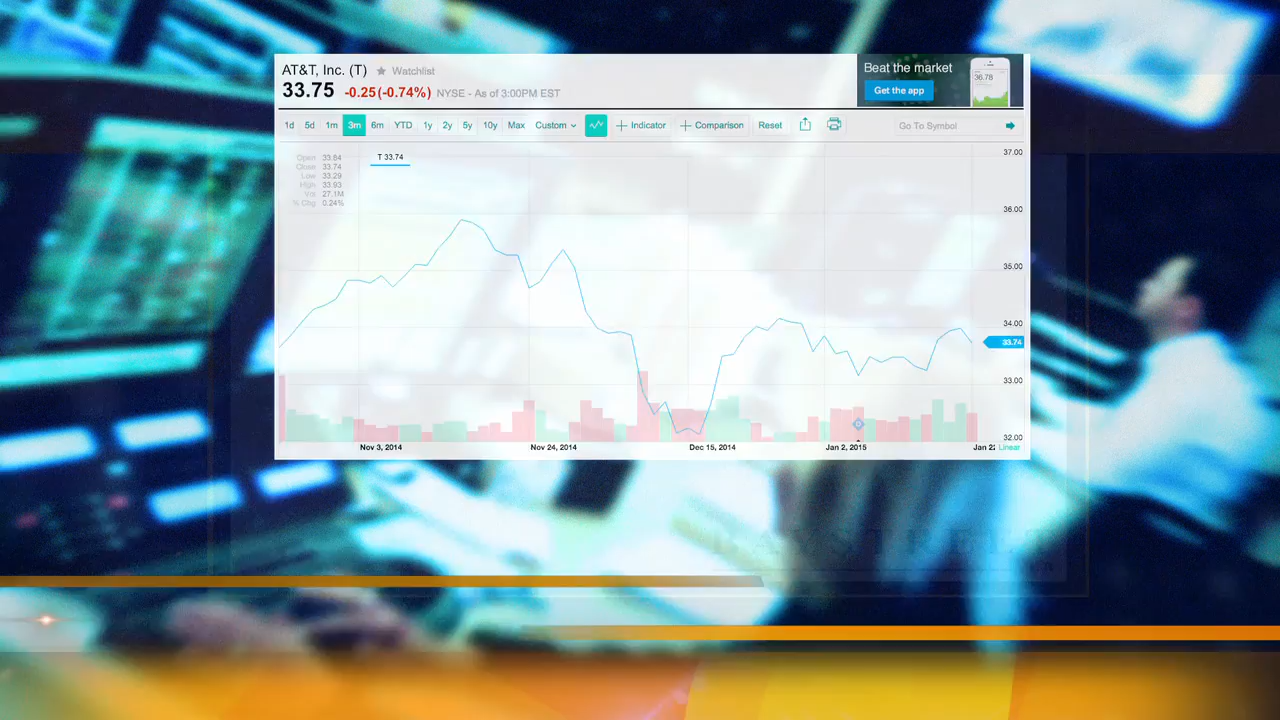 AT&T, Inc. (T) Watchlist
33.75 -0.25(-0.74%) NYSE - As of 3:00PM EST
Beat the market
Get the app
36.78
1d 5d 1m 3m 6m YTD 1y 2y 5y 10y Max Custom Indicator Comparison Reset Go To Symbol
Open 33.84
Close 33.74
Low 33.29
High 33.93
Vol 27.1M
% Chg 0.24%
T 33.74
37.00
36.00
35.00
34.00
33.74
33.00
32.00
Nov 3, 2014 Nov 24, 2014 Dec 15, 2014 Jan 2, 2015 Jan 22 Linear
D